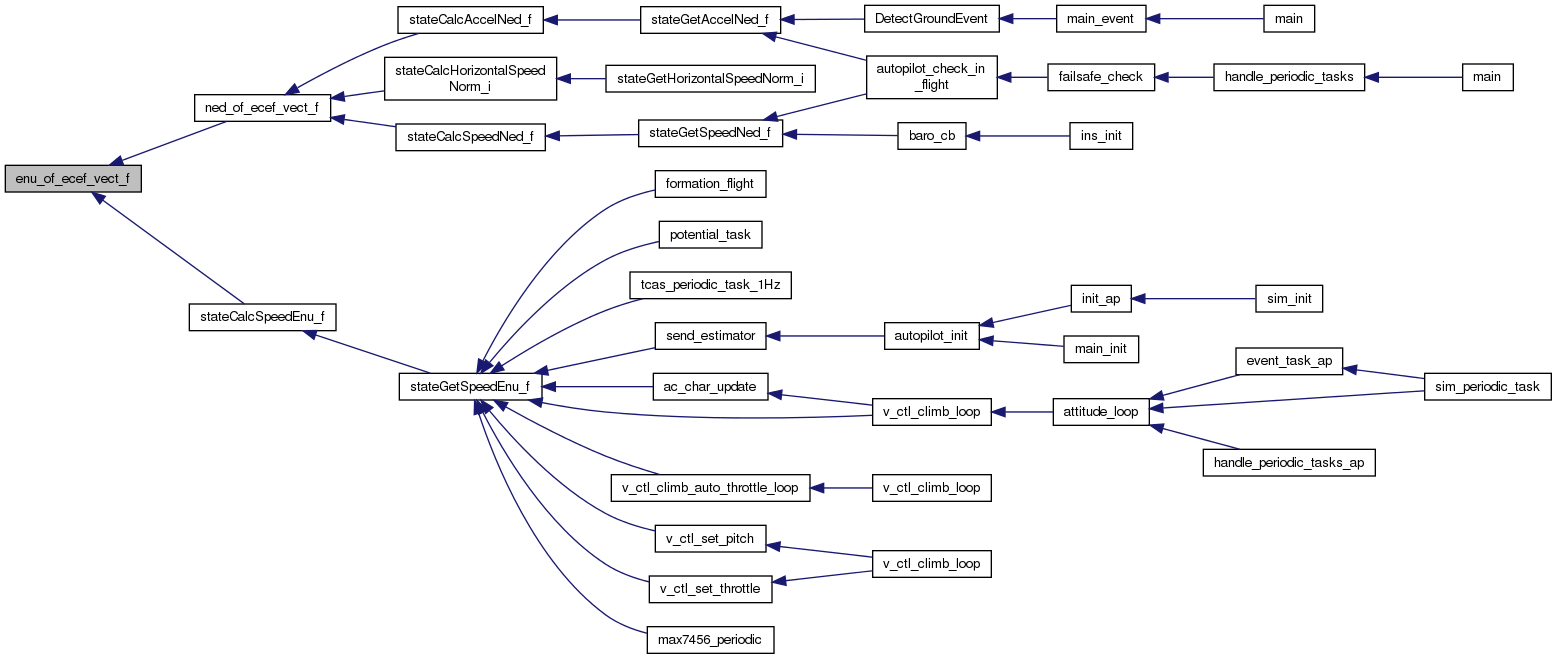 stateCalcAccelNed_f
stateGetAccelNed_f
DetectGroundEvent
main_event
main
stateCalcHorizontalSpeed
Norm_i
stateGetHorizontalSpeedNorm_i
autopilot_check_in
_flight
failsafe_check
handle_periodic_tasks
main
ned_of_ecef_vect_f
stateCalcSpeedNed_f
stateGetSpeedNed_f
baro_cb
ins_init
enu_of_ecef_vect_f
formation_flight
potential_task
tcas_periodic_task_1Hz
init_ap
sim_init
stateCalcSpeedEnu_f
send_estimator
autopilot_init
main_init
event_task_ap
stateGetSpeedEnu_f
ac_char_update
sim_periodic_task
v_ctl_climb_loop
attitude_loop
handle_periodic_tasks_ap
v_ctl_climb_auto_throttle_loop
v_ctl_climb_loop
v_ctl_set_pitch
v_ctl_climb_loop
v_ctl_set_throttle
max7456_periodic